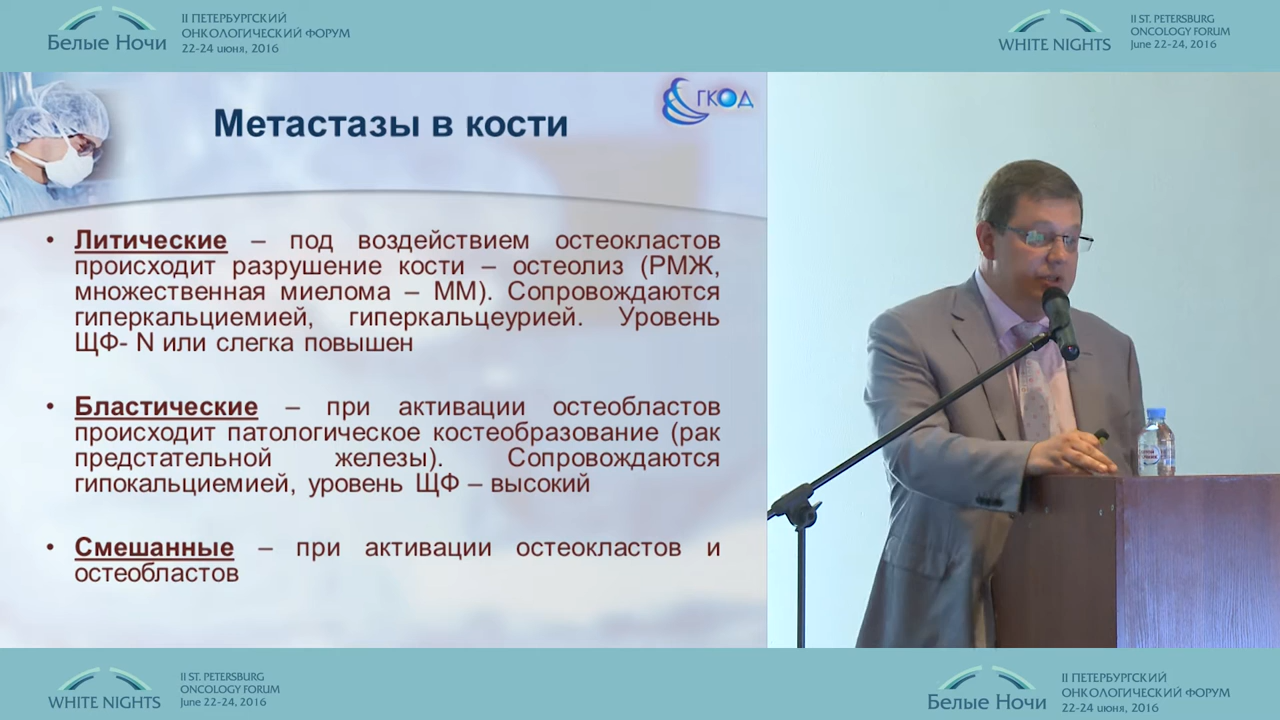 Белые Ночи
II ПЕТЕРБУРГСКИЙ
ОНКОЛОГИЧЕСКИЙ ФОРУМ
22-24 июня, 2016
WHITE NIGHTS
II ST. PETERSBURG
ONCOLOGY FORUM
June 22-24, 2016
ГКОД
Метастазы в кости
• Литические – под воздействием остеокластов
происходит разрушение кости – остеолиз (РМЖ,
множественная миелома – ММ). Сопровождаются
гиперкальциемией, гиперкальцеурией. Уровень
ЩФ- N или слегка повышен
• Бластические – при активации остеобластов
происходит патологическое костеобразование (рак
предстательной железы). Сопровождаются
гипокальциемией, уровень ЩФ – высокий
• Смешанные – при активации остеокластов и
остеобластов
WHITE NIGHTS
II ST. PETERSBURG
ONCOLOGY FORUM
June 22-24, 2016
Белые Ночи
II ПЕТЕРБУРГСКИЙ
ОНКОЛОГИЧЕСКИЙ ФОРУМ
22-24 июня, 2016